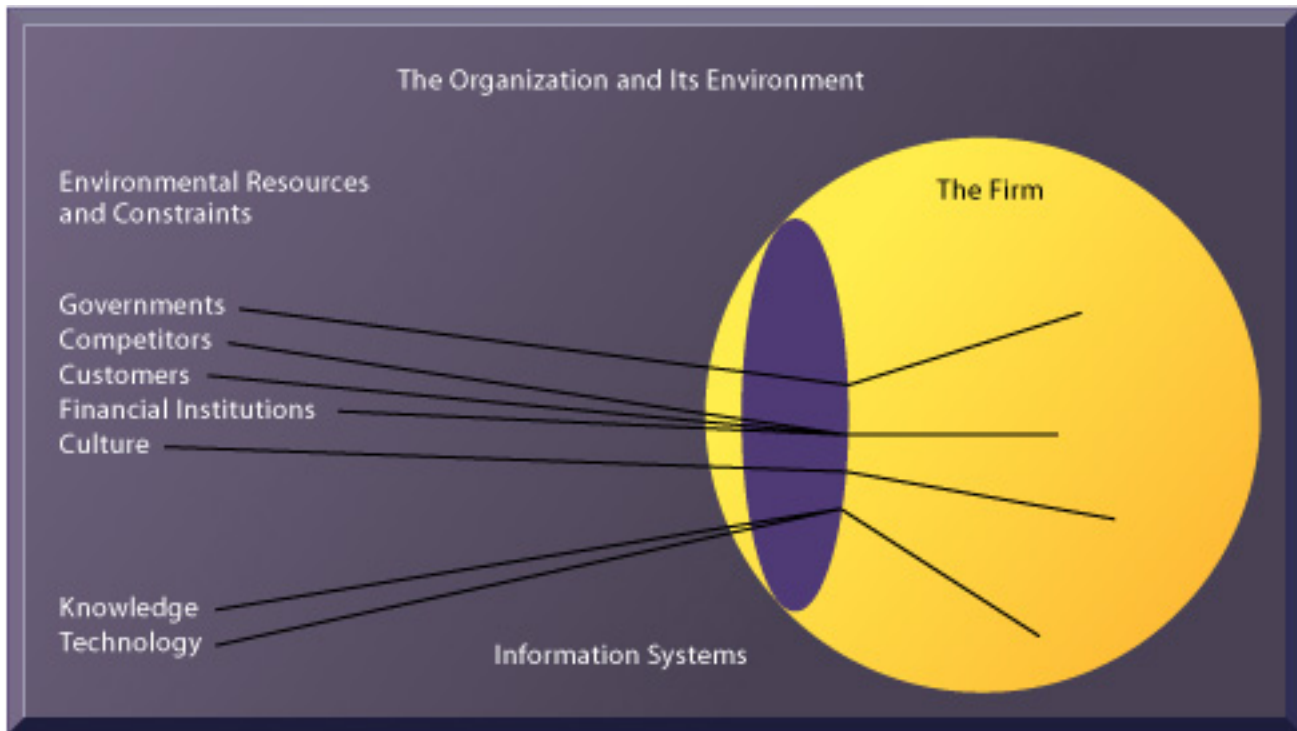 The Organization and Its Environment
Environmental Resources
and Constraints
The Firm
Governments
Competitors
Customers
Financial Institutions
Culture
Knowledge
Technology
Information Systems